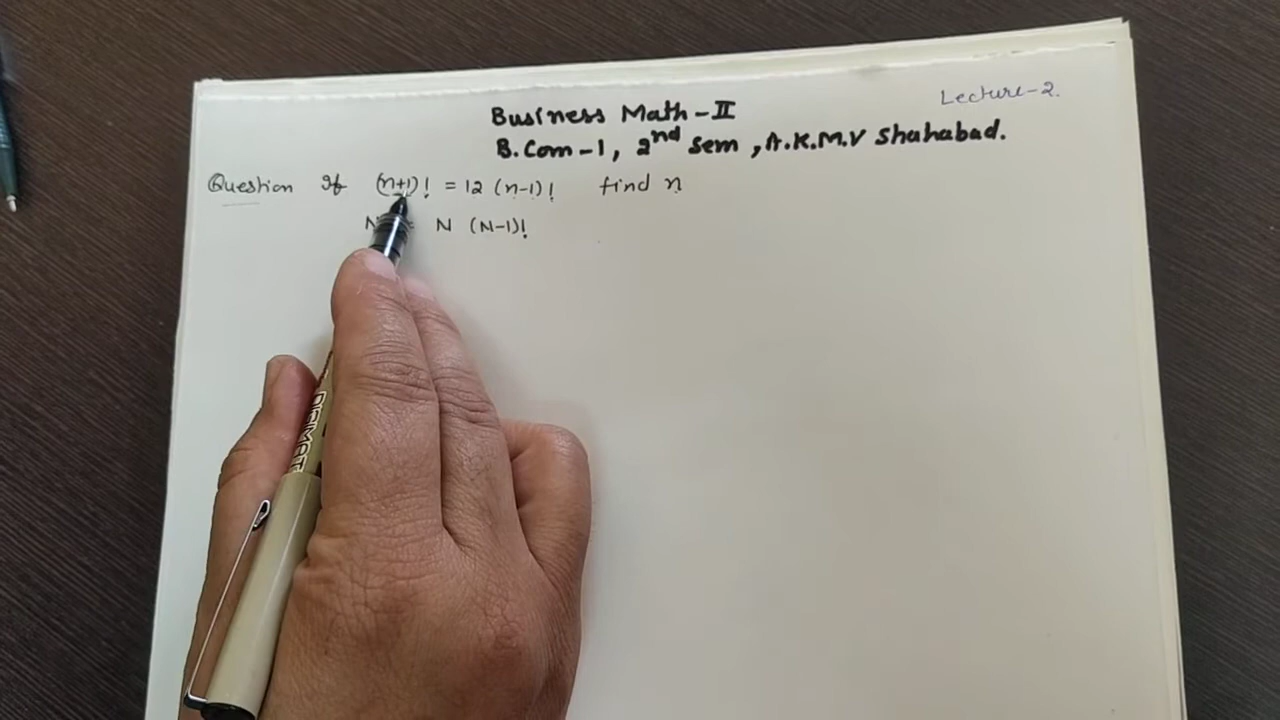 Lecture-2.
Business Math-II
B.Com-1, 2nd Sem, A.K.M.V Shahabad.
Question If (n+1)! = 12 (n-1)! find n
N = N (N-1)!